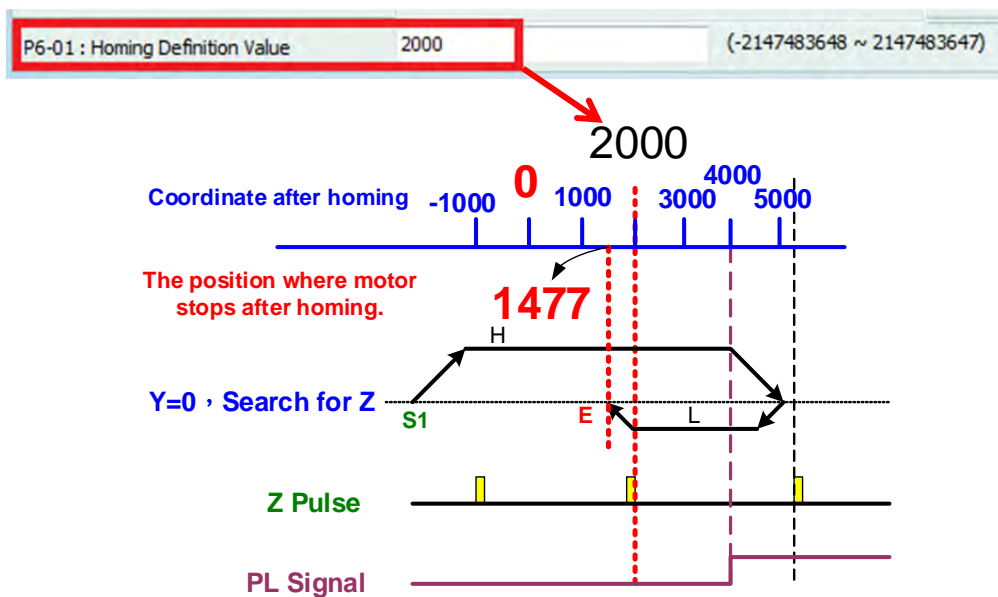 P6-01 : Homing Definition Value 2000 (-2147483648 ~ 2147483647)
2000
Coordinate after homing -1000 0 1000 3000 4000 5000
The position where motor
stops after homing.
1477
H
Y=0，Search for Z
S1 E L
Z Pulse
PL Signal